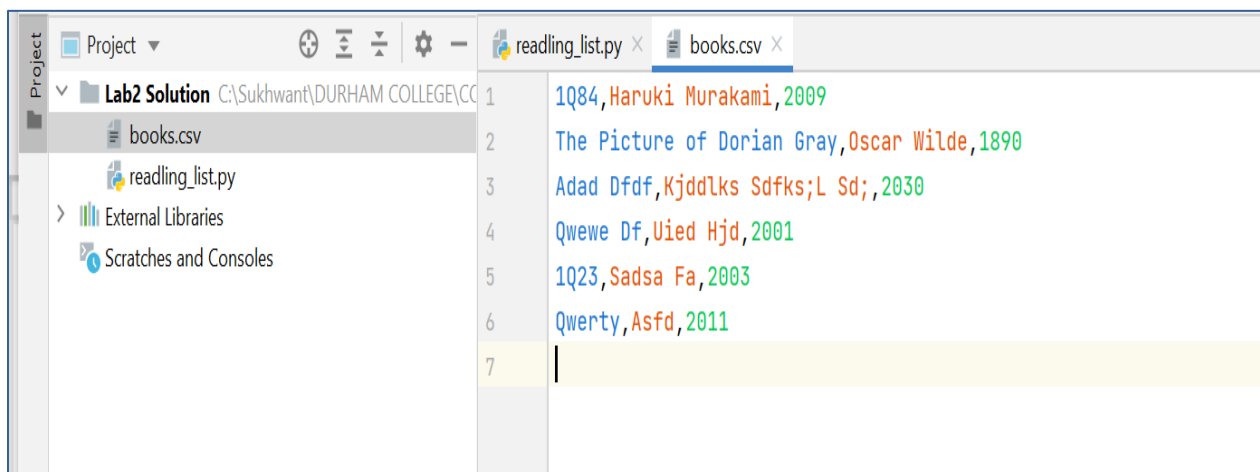 Project
Project
readling_list.py
books.csv
Lab2 Solution C:\Sukhwant\DURHAM COLLEGE\CC
books.csv
readling_list.py
External Libraries
Scratches and Consoles
1 1Q84,Haruki Murakami,2009
2 The Picture of Dorian Gray,Oscar Wilde,1890
3 Adad Dfdf,Kjddlks Sdfks;L Sd;,2030
4 Qwewe Df,Uied Hjd,2001
5 1Q23,Sadsa Fa,2003
6 Qwerty,Asfd,2011
7